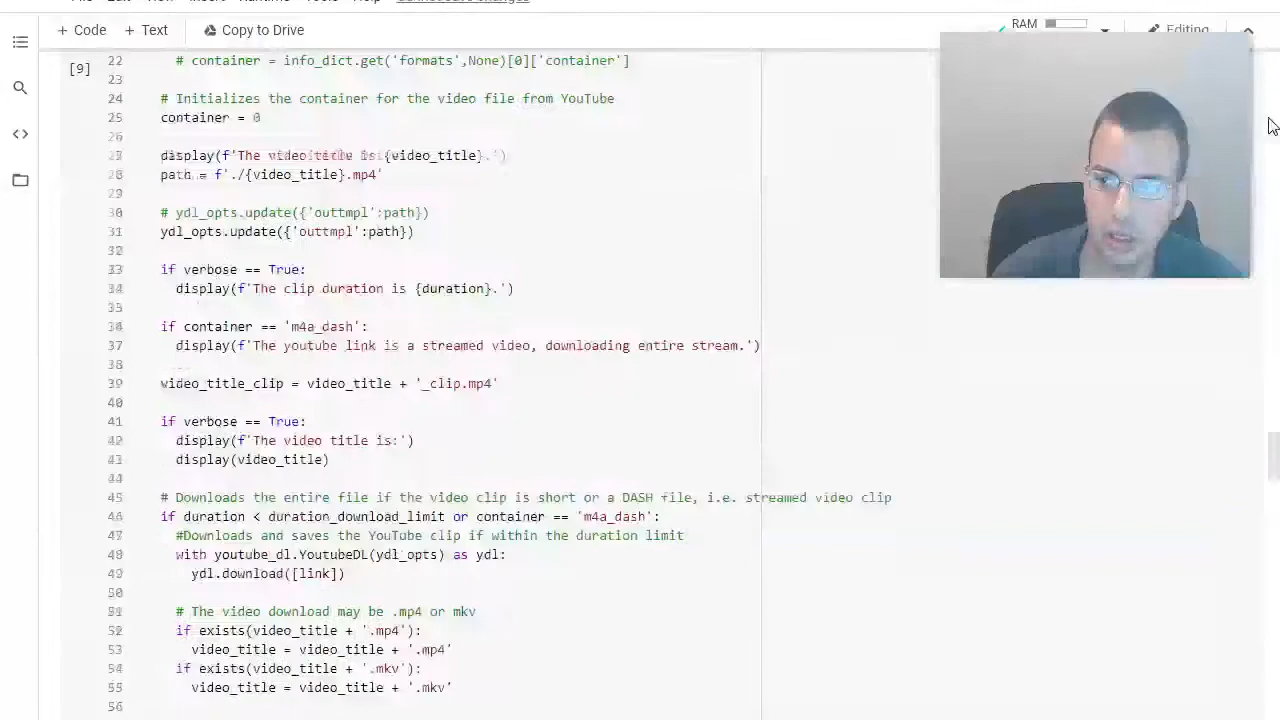 + Code + Text Copy to Drive RAM Editing
[9]
22 # container = info_dict.get('formats',None)[0]['container']
23
24 # Initializes the container for the video file from YouTube
25 container = 0
26
27 display(f'The video title is {video_title}.')
28 path = f'./{video_title}.mp4'
29
30 # ydl_opts.update({'outtmpl':path})
31 ydl_opts.update({'outtmpl':path})
32
33 if verbose == True:
34 display(f'The clip duration is {duration}.')
35
36 if container == 'm4a_dash':
37 display(f'The youtube link is a streamed video, downloading entire stream.')
38
39 video_title_clip = video_title + '_clip.mp4'
40
41 if verbose == True:
42 display(f'The video title is:')
43 display(video_title)
44
45 # Downloads the entire file if the video clip is short or a DASH file, i.e. streamed video clip
46 if duration < duration_download_limit or container == 'm4a_dash':
47 #Downloads and saves the YouTube clip if within the duration limit
48 with youtube_dl.YoutubeDL(ydl_opts) as ydl:
49 ydl.download([link])
50
51 # The video download may be .mp4 or mkv
52 if exists(video_title + '.mp4'):
53 video_title = video_title + '.mp4'
54 if exists(video_title + '.mkv'):
55 video_title = video_title + '.mkv'
56